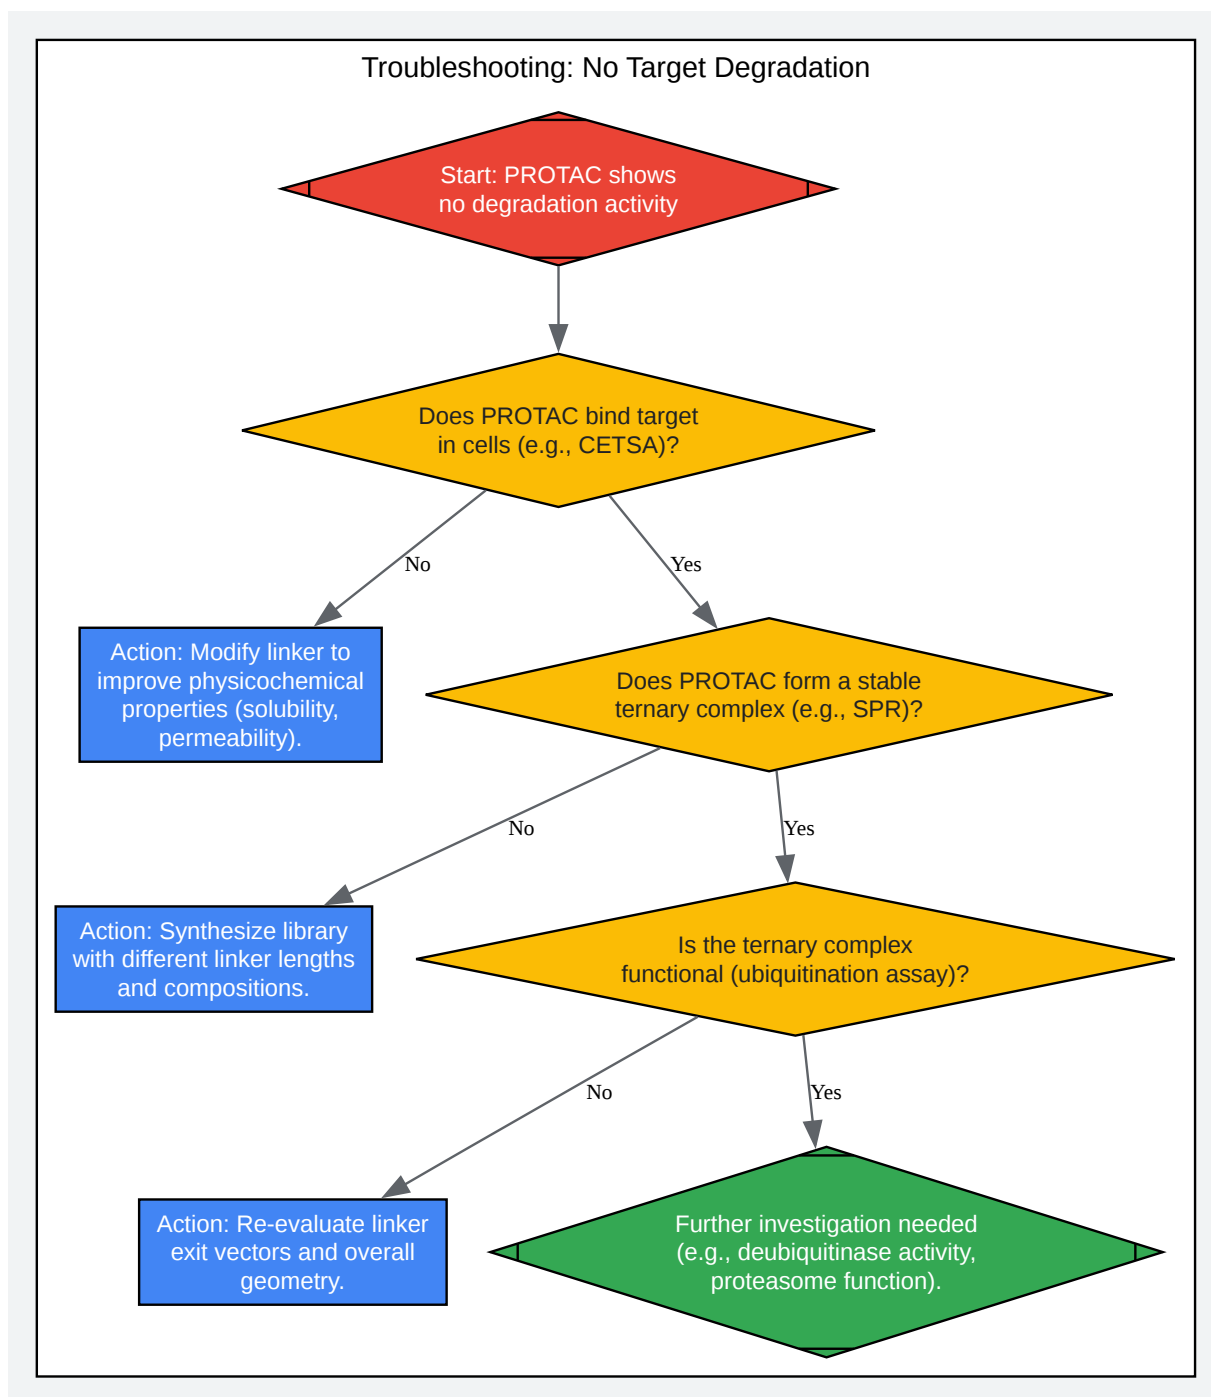 Troubleshooting: No Target Degradation
Start: PROTAC shows
no degradation activity
Does PROTAC bind target
in cells (e.g., CETSA)?
No
Yes
Action: Modify linker to
improve physicochemical
properties (solubility,
permeability).
Does PROTAC form a stable
ternary complex (e.g., SPR)?
No
Yes
Action: Synthesize library
with different linker lengths
and compositions.
Is the ternary complex
functional (ubiquitination assay)?
No
Yes
Action: Re-evaluate linker
exit vectors and overall
geometry.
Further investigation needed
(e.g., deubiquitinase activity,
proteasome function).